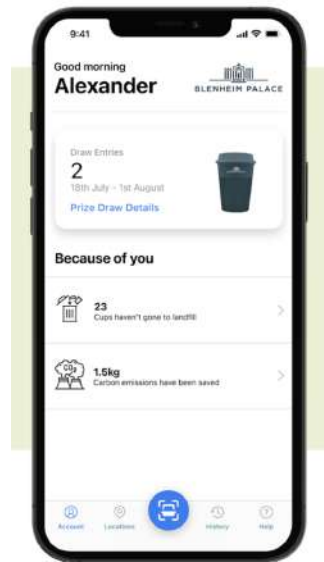 9:41
Good morning
Alexander
BLENHEIM PALACE
Draw Entries
2
18th July - 1st August
Prize Draw Details
Because of you
23
Cups haven't gone to landfill
CO₂
1.5kg
Carbon emissions have been saved
Account
Locations
History
Help